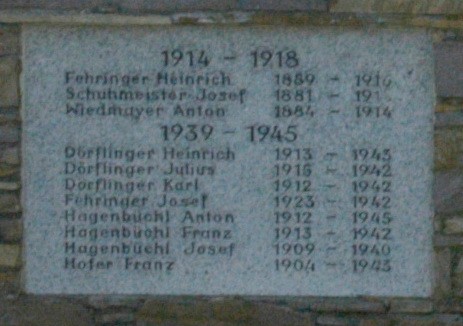 1914 - 1918
Fehringer Heinrich 1889 - 1914
Schuhmeister Josef 1881 -
Wiedmayer Anton 1884 - 1914
1939 - 1945
Dörflinger Heinrich 1913 - 1943
Dörflinger Julius 1915 - 1942
Dörflinger Karl 1912 - 1942
Fehringer Josef 1923 - 1942
Hagenbüchl Anton 1912 - 1945
Hagenbüchl Franz 1913 - 1942
Hagenbüchl Josef 1909 - 1940
Hofer Franz 1904 - 1943